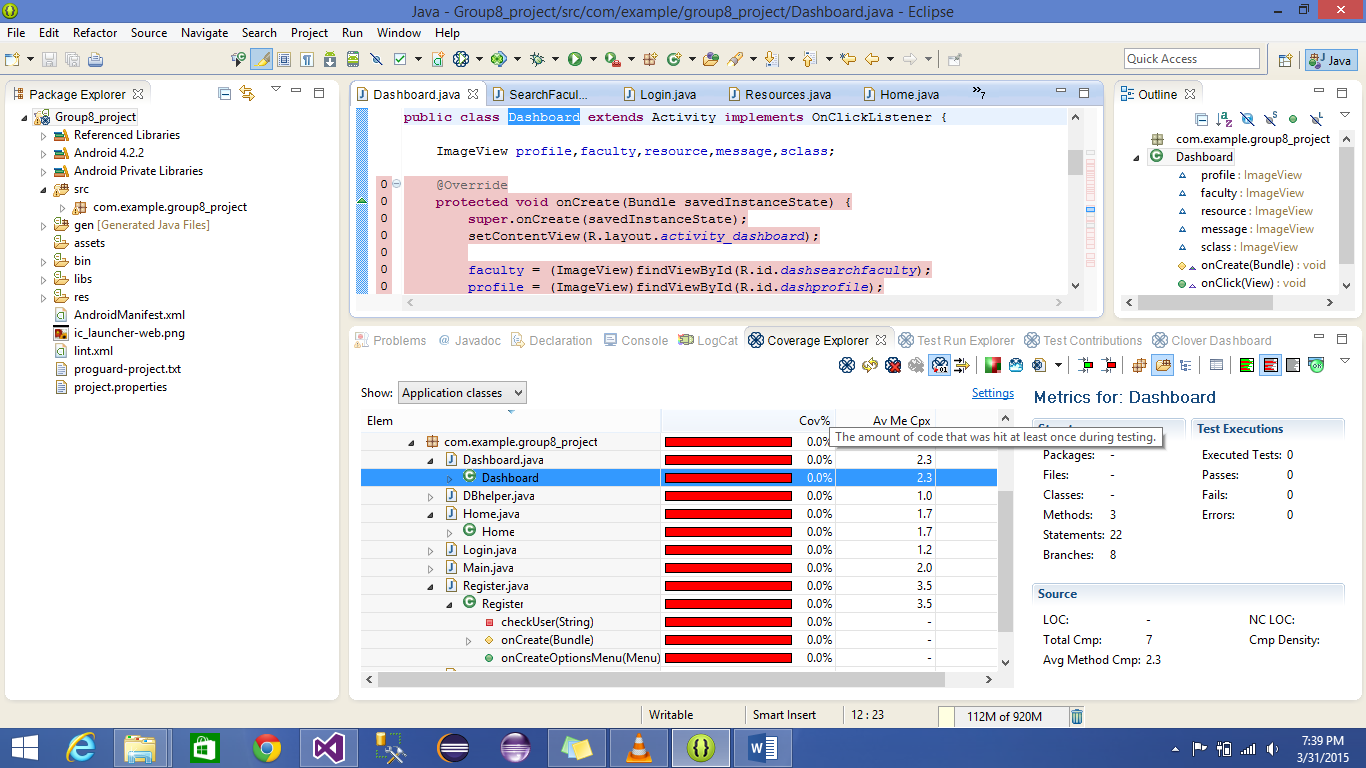 Java - Group8_project/src/com/example/group8_project/Dashboard.java - Eclipse
File Edit Refactor Source Navigate Search Project Run Window Help
Quick Access
Java
Package Explorer
Group8_project
Referenced Libraries
Android 4.2.2
Android Private Libraries
src
com.example.group8_project
gen [Generated Java Files]
assets
bin
libs
res
AndroidManifest.xml
ic_launcher-web.png
lint.xml
proguard-project.txt
project.properties
Dashboard.java SearchFacul... Login.java Resources.java Home.java »7
public class Dashboard extends Activity implements OnClickListener {
ImageView profile,faculty,resource,message,sclass;
0 @Override
0 protected void onCreate(Bundle savedInstanceState) {
0 super.onCreate(savedInstanceState);
0 setContentView(R.layout.activity_dashboard);
0
0 faculty = (ImageView)findViewById(R.id.dashsearchfaculty);
0 profile = (ImageView)findViewById(R.id.dashprofile);
Outline
com.example.group8_project
Dashboard
profile : ImageView
faculty : ImageView
resource : ImageView
message : ImageView
sclass : ImageView
onCreate(Bundle) : void
onClick(View) : void
Problems @ Javadoc Declaration Console LogCat Coverage Explorer Test Run Explorer Test Contributions Clover Dashboard
Show: Application classes Settings
Elem Cov% Av Me Cpx
com.example.group8_project 0.0%
The amount of code that was hit at least once during testing.
Dashboard.java 0.0% 2.3
Dashboard 0.0% 2.3
DBhelper.java 0.0% 1.0
Home.java 0.0% 1.7
Home 0.0% 1.7
Login.java 0.0% 1.2
Main.java 0.0% 2.0
Register.java 0.0% 3.5
Register 0.0% 3.5
checkUser(String) 0.0% -
onCreate(Bundle) 0.0% -
onCreateOptionsMenu(Menu) 0.0% -
Metrics for: Dashboard
Packages: -
Files: -
Classes: -
Methods: 3
Statements: 22
Branches: 8
Test Executions
Executed Tests: 0
Passes: 0
Fails: 0
Errors: 0
Source
LOC: - NC LOC:
Total Cmp: 7 Cmp Density:
Avg Method Cmp: 2.3
Writable Smart Insert 12 : 23 112M of 920M
7:39 PM
3/31/2015